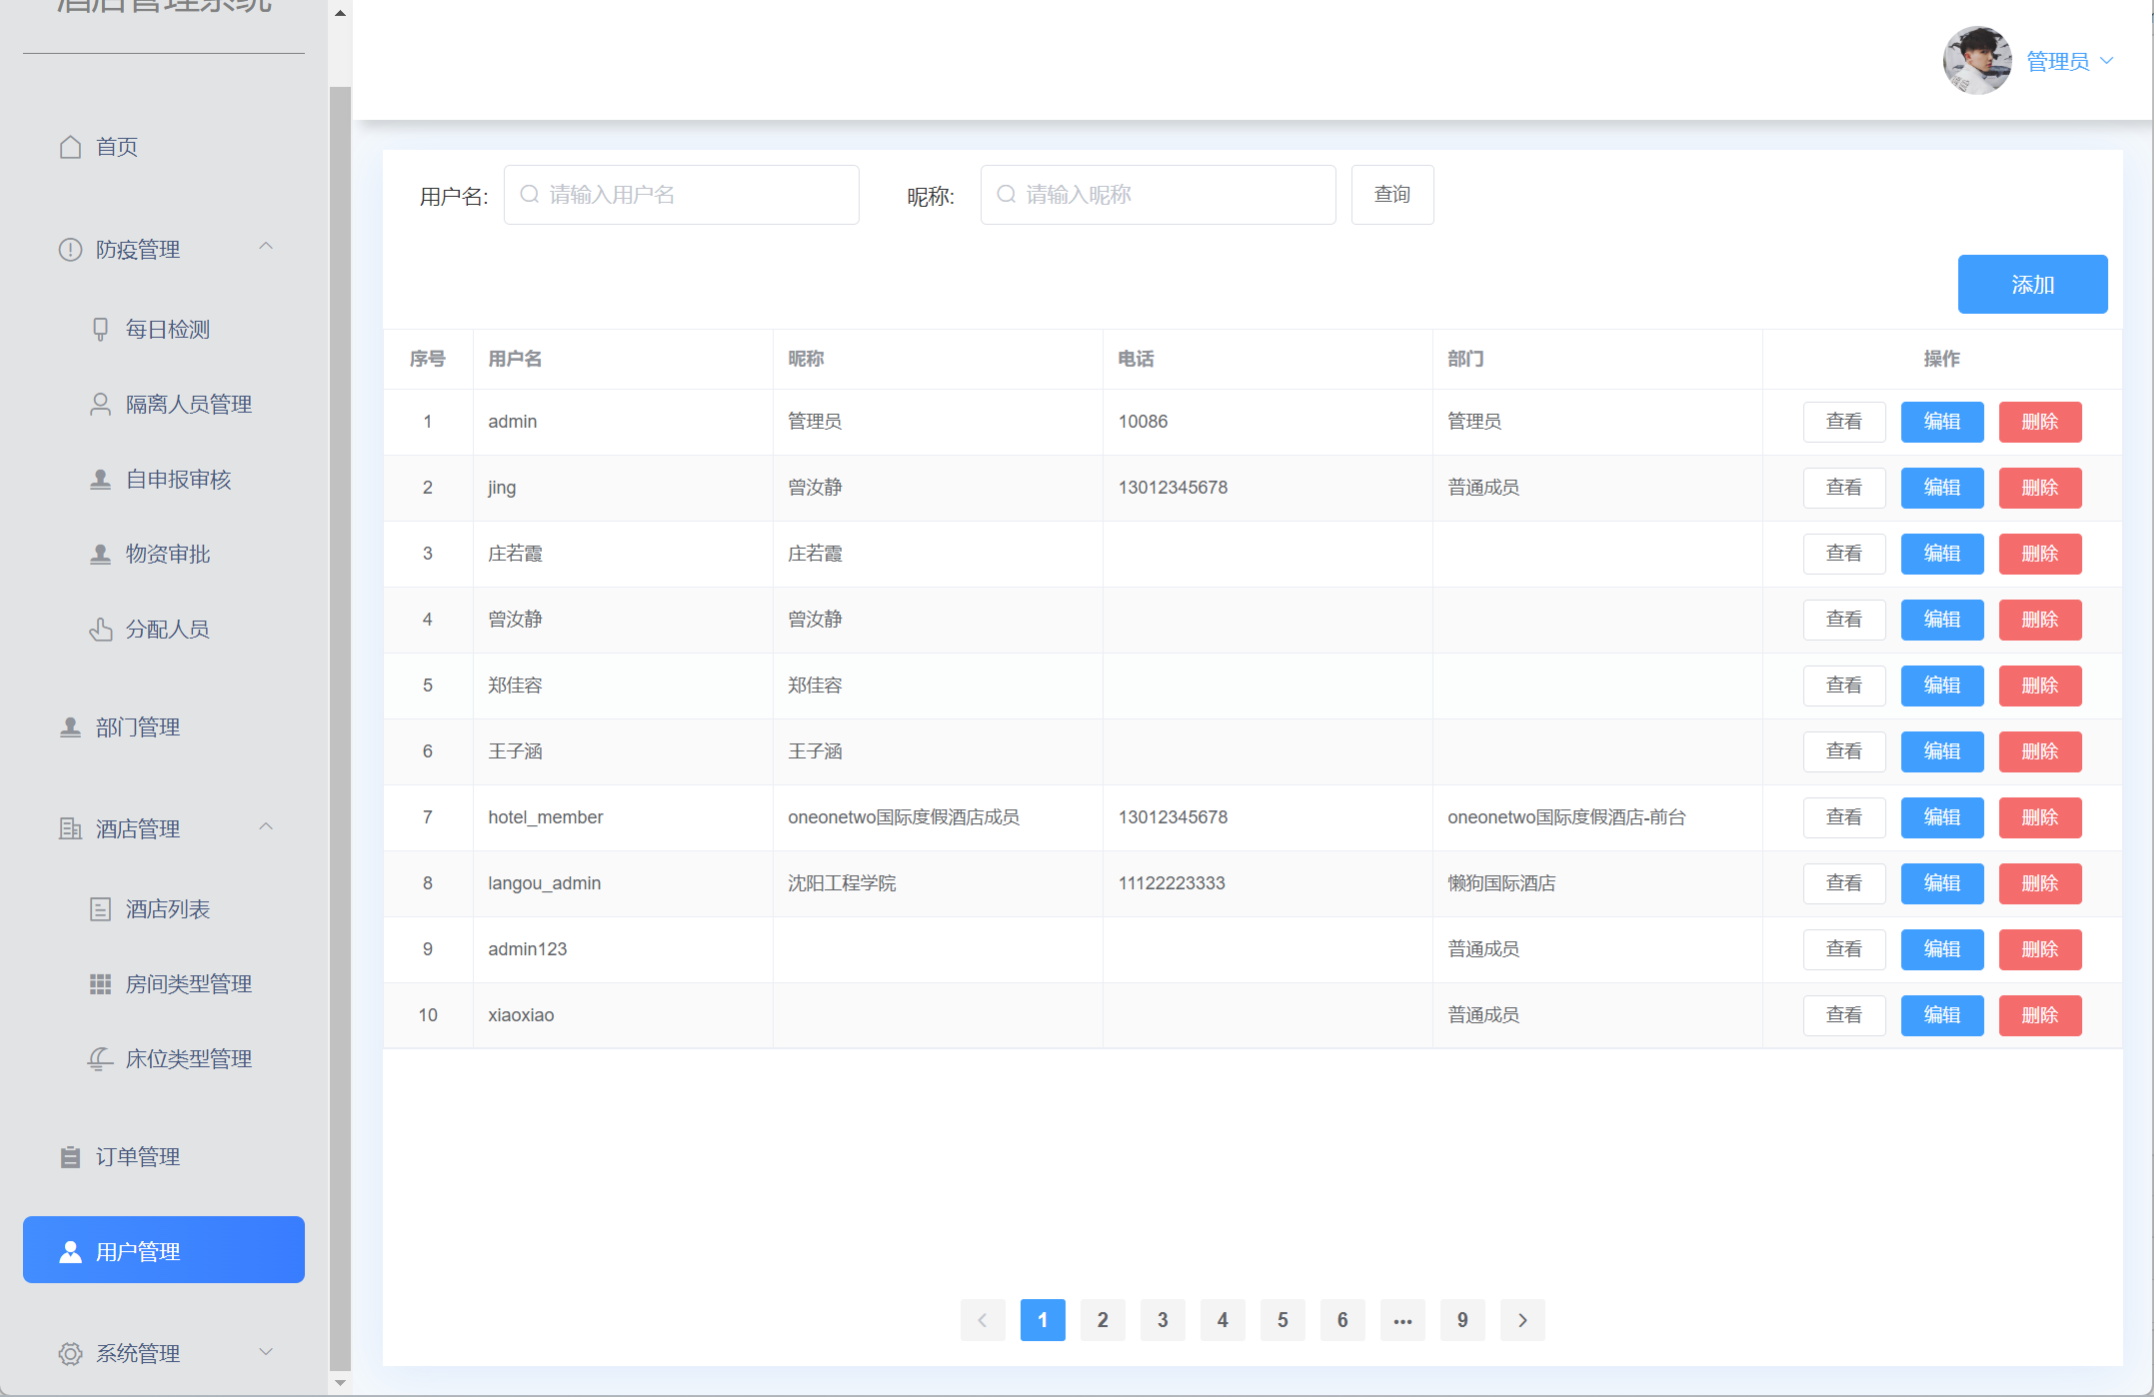 酒店管理系统
管理员
首页
防疫管理
每日检测
隔离人员管理
自申报审核
物资审批
分配人员
部门管理
酒店管理
酒店列表
房间类型管理
床位类型管理
订单管理
用户管理
系统管理
用户名: 请输入用户名 昵称: 请输入昵称 查询
添加
序号 用户名 昵称 电话 部门 操作
1 admin 管理员 10086 管理员 查看 编辑 删除
2 jing 曾汝静 13012345678 普通成员 查看 编辑 删除
3 庄若霞 庄若霞 查看 编辑 删除
4 曾汝静 曾汝静 查看 编辑 删除
5 郑佳容 郑佳容 查看 编辑 删除
6 王子涵 王子涵 查看 编辑 删除
7 hotel_member oneonetwo国际度假酒店成员 13012345678 oneonetwo国际度假酒店-前台 查看 编辑 删除
8 langou_admin 沈阳工程学院 11122223333 懒狗国际酒店 查看 编辑 删除
9 admin123 普通成员 查看 编辑 删除
10 xiaoxiao 普通成员 查看 编辑 删除
1 2 3 4 5 6 ••• 9